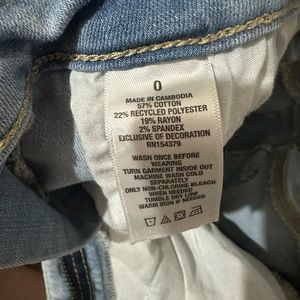 0
MADE IN CAMBODIA
57% COTTON
22% RECYCLED POLYESTER
19% RAYON
2% SPANDEX
EXCLUSIVE OF DECORATION
RN154379
WASH ONCE BEFORE
WEARING
TURN GARMENT INSIDE OUT
MACHINE WASH COLD
SEPARATELY
ONLY NON-CHLORINE BLEACH
WHEN NEEDED
TUMBLE DRY LOW
WARM IRON IF NEEDED